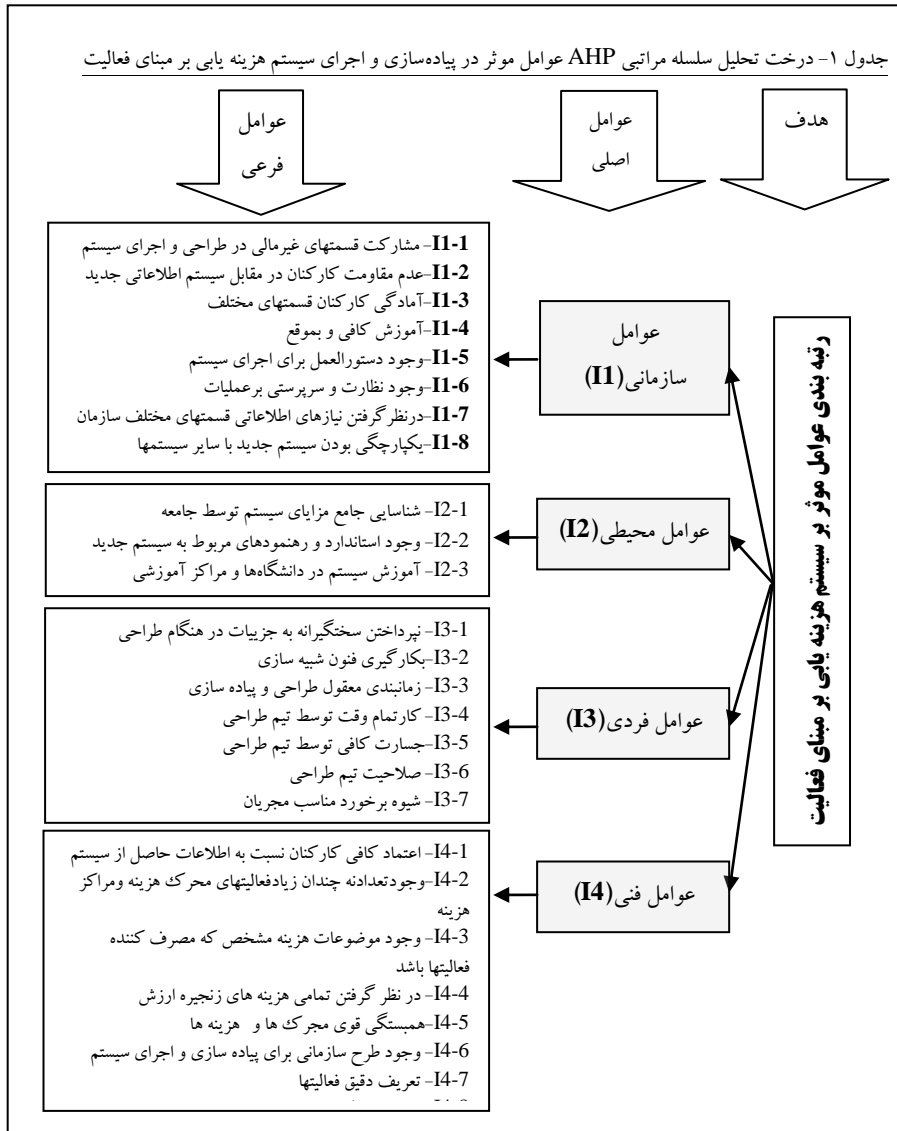 جدول ۱- درخت تحلیل سلسله مراتبی AHP عوامل موثر در پیاده‌سازی و اجرای سیستم هزینه یابی بر مبنای فعالیت
هدف
عوامل
اصلی
عوامل
فرعی
رتبه بندی عوامل موثر بر سیستم هزینه یابی بر مبنای فعالیت
عوامل
سازمانی(I1)
I1-1- مشارکت قسمتهای غیرمالی در طراحی و اجرای سیستم
I1-2-عدم مقاومت کارکنان در مقابل سیستم اطلاعاتی جدید
I1-3-آمادگی کارکنان قسمتهای مختلف
I1-4-آموزش کافی و بموقع
I1-5- وجود دستورالعمل برای اجرای سیستم
I1-6- وجود نظارت و سرپرستی برعملیات
I1-7-درنظرگرفتن نیازهای اطلاعاتی قسمتهای مختلف سازمان
I1-8-یکپارچگی بودن سیستم جدید با سایر سیستمها
عوامل محیطی(I2)
I2-1- شناسایی جامع مزایای سیستم توسط جامعه
I2-2- وجود استاندارد و رهنمودهای مربوط به سیستم جدید
I2-3- آموزش سیستم در دانشگاه‌ها و مراکز آموزشی
عوامل فردی(I3)
I3-1- نپرداختن سختگیرانه به جزییات در هنگام طراحی
I3-2-بکارگیری فنون شبیه سازی
I3-3- زمانبندی معقول طراحی و پیاده سازی
I3-4- کارتمام وقت توسط تیم طراحی
I3-5- جسارت کافی توسط تیم طراحی
I3-6- صلاحیت تیم طراحی
I3-7- شیوه برخورد مناسب مجریان
عوامل فنی(I4)
I4-1- اعتماد کافی کارکنان نسبت به اطلاعات حاصل از سیستم
I4-2-وجودتعدادنه چندان زیادفعالیتهای محرک هزینه ومراکز
هزینه
I4-3- وجود موضوعات هزینه مشخص که مصرف کننده
فعالیتها باشد
I4-4- در نظر گرفتن تمامی هزینه های زنجیره ارزش
I4-5-همبستگی قوی مجرک ها و هزینه ها
I4-6- وجود طرح سازمانی برای پیاده سازی و اجرای سیستم
I4-7- تعریف دقیق فعالیتها